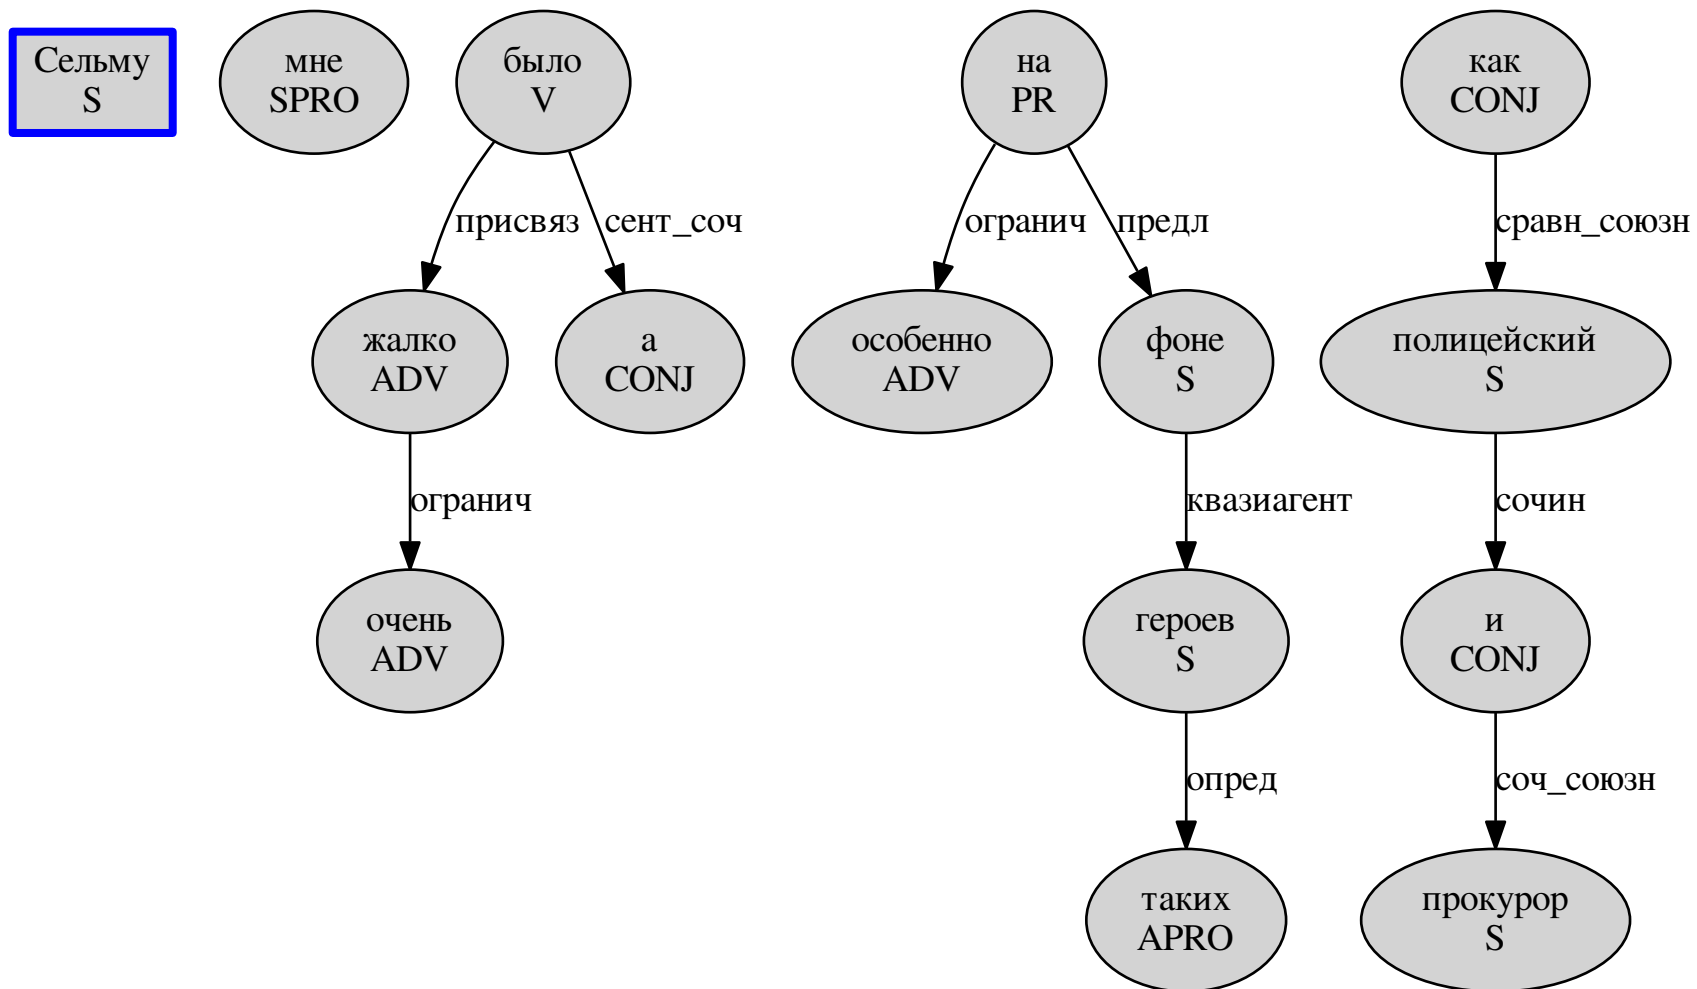 Сельму
S
мне
SPRO
было
V
на
PR
как
CONJ
присвяз
сент_соч
огранич
предл
сравн_союзн
жалко
ADV
а
CONJ
особенно
ADV
фоне
S
полицейский
S
огранич
квазиагент
сочин
очень
ADV
героев
S
и
CONJ
опред
соч_союзн
таких
APRO
прокурор
S